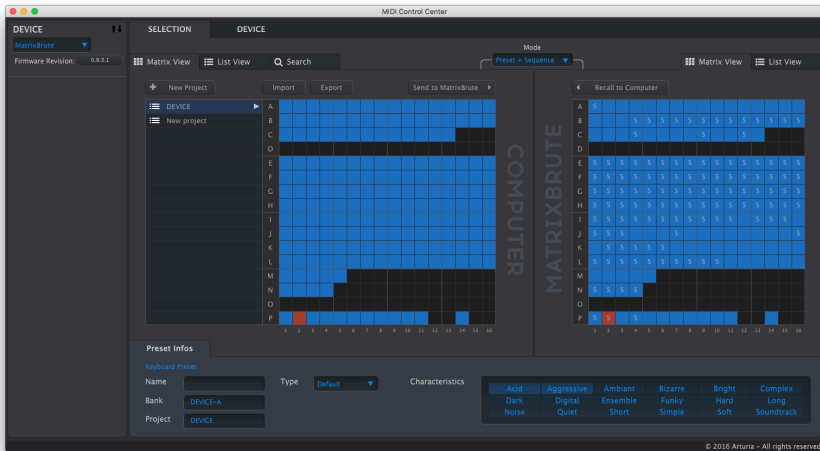 MIDI Control Center
DEVICE
MatrixBrute
Firmware Revision: 0.9.3.1
SELECTION DEVICE
Mode
Preset + Sequence
Matrix View List View Search
Matrix View List View
New Project Import Export Send to MatrixBrute
Recall to Computer
DEVICE
New project
COMPUTER
MATRIXBRUTE
A S
B S S S S S S S S S S S S S
C S S S
D
E S S S S S S S S S S S S S S S S
F S S S S S S S S S S S S S S S S
G S S S S S S S S S S S S S S S S
H S S S S S S S S S S S S S S S S
I S S S S S S S S S S S S S S
J S S S S S
K S S S S S
L S S S S S S S S S S
M
N S S S S
O
P S S S
1 2 3 4 5 6 7 8 9 10 11 12 13 14 15 16
1 2 3 4 5 6 7 8 9 10 11 12 13 14 15 16
Preset Infos
Keyboard Preset
Name Type Default Characteristics
Bank DEVICE-A
Project DEVICE
Acid Aggressive Ambiant Bizarre Bright Complex
Dark Digital Ensemble Funky Hard Long
Noise Quiet Short Simple Soft Soundtrack
© 2016 Arturia – All rights reserved